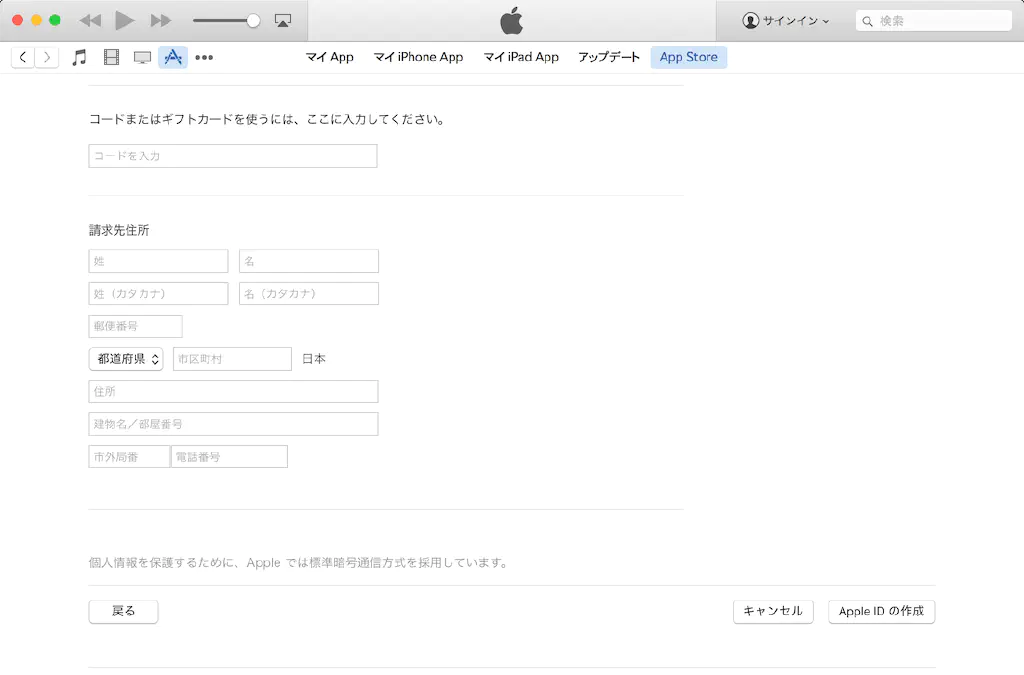 サインイン
検索
マイ App マイ iPhone App マイ iPad App アップデート App Store
コードまたはギフトカードを使うには、ここに入力してください。
コードを入力
請求先住所
姓 名
姓（カタカナ） 名（カタカナ）
郵便番号
都道府県 市区町村 日本
住所
建物名／部屋番号
市外局番 電話番号
個人情報を保護するために、Apple では標準暗号通信方式を採用しています。
戻る キャンセル Apple ID の作成